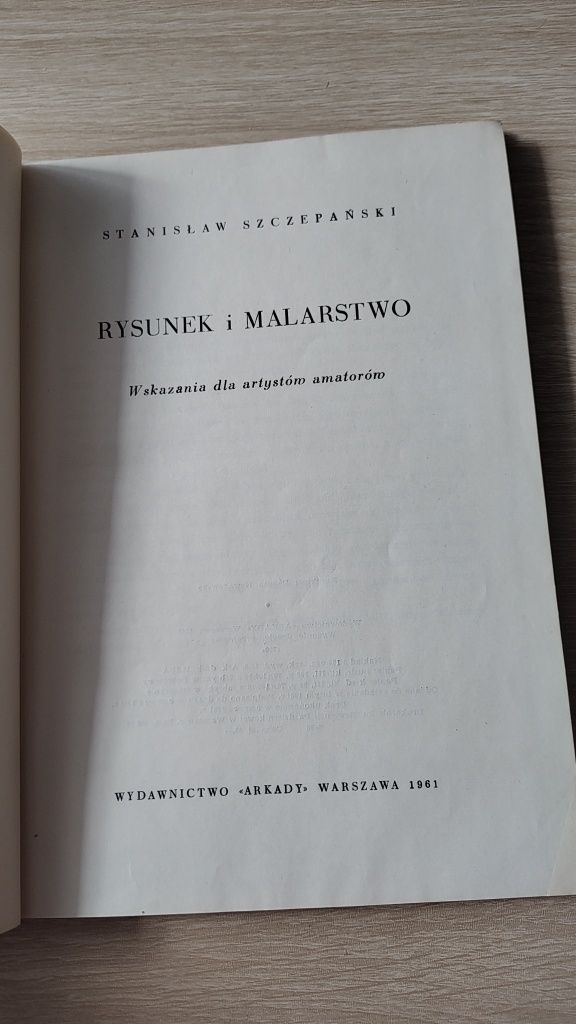 STANISŁAW SZCZEPAŃSKI
RYSUNEK i MALARSTWO
Wskazania dla artystów amatorów
WYDAWNICTWO «ARKADY» WARSZAWA 1961